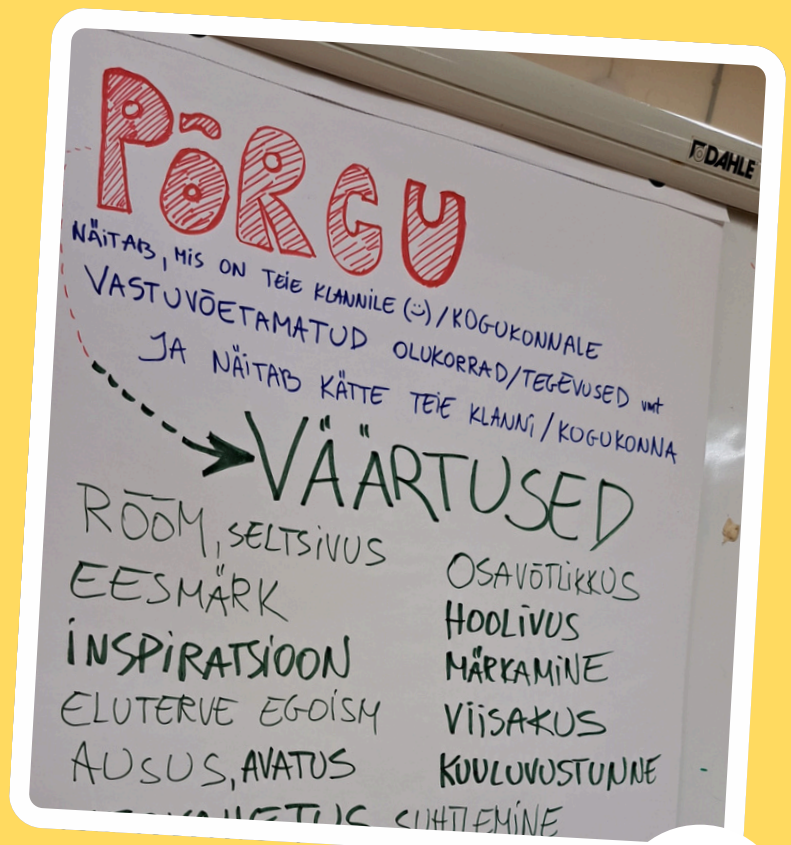 DAHLE
PÕRGU
NÄITAB, MIS ON TEIE KLANNILE (:)/KOGUKONNALE
VASTUVÕETAMATUD OLUKORRAD/TEGEVUSED vmt
JA NÄITAB KÄTTE TEIE KLANNI/KOGUKONNA
VÄÄRTUSED
RÕÕM, SELTSIVUS
EESMÄRK
INSPIRATSIOON
ELUTERVE EGOISM
AUSUS, AVATUS
OSAVÕTLIKKUS
HOOLIVUS
MÄRKAMINE
VIISAKUS
KUULUVUSTUNNE
SUHTLEMINE